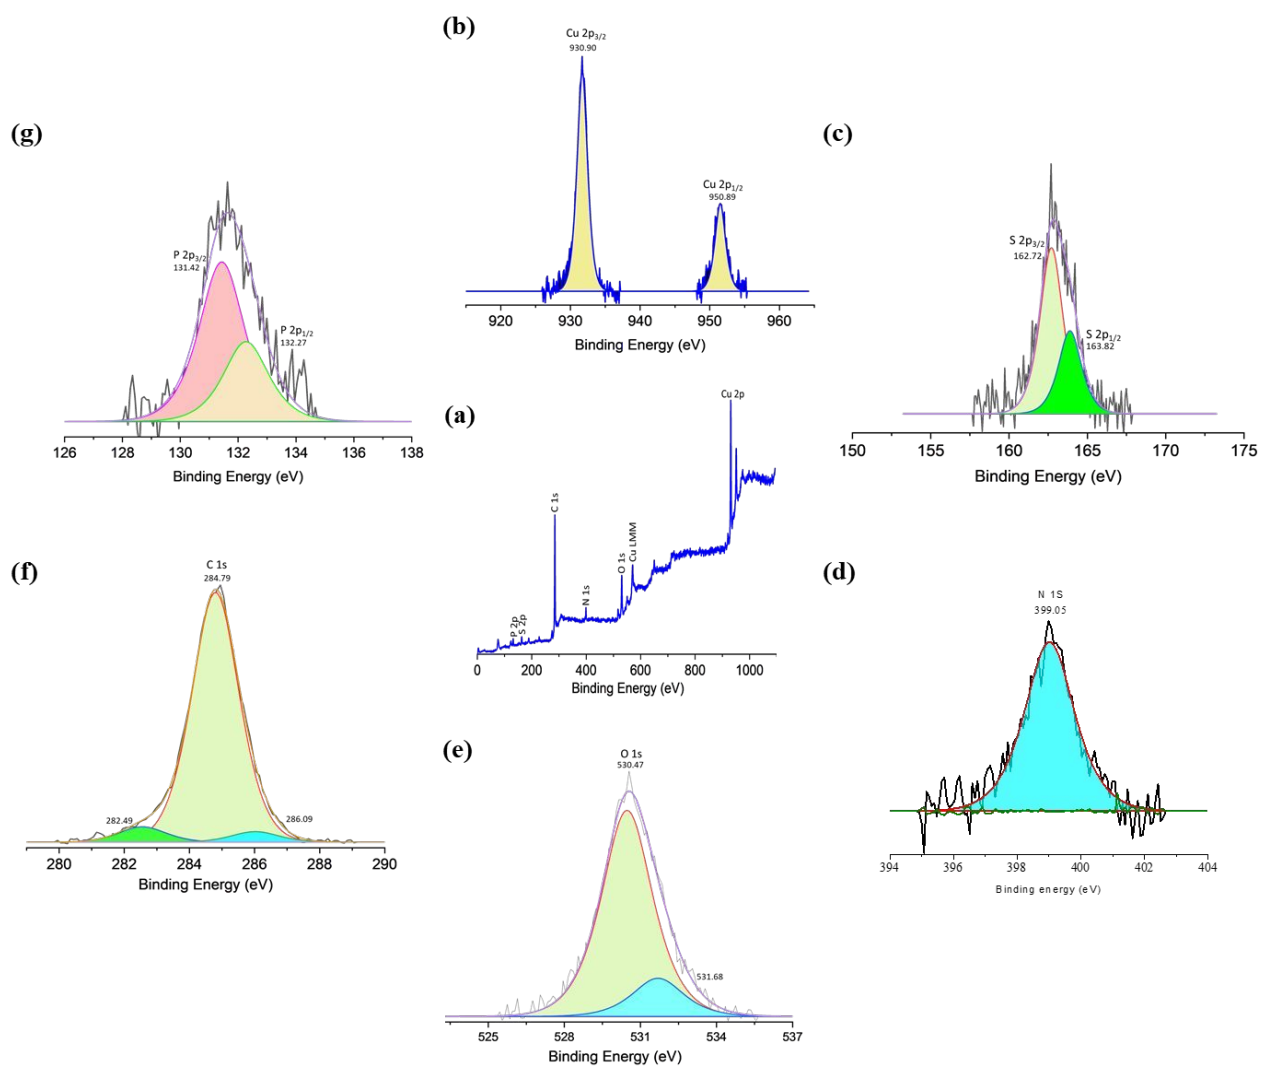 (b)
Cu 2p3/2
930.90
Cu 2p1/2
950.89
920 930 940 950 960
Binding Energy (eV)
(g)
P 2p3/2
131.42
P 2p1/2
132.27
126 128 130 132 134 136 138
Binding Energy (eV)
(c)
S 2p3/2
162.72
S 2p1/2
163.82
150 155 160 165 170 175
Binding Energy (eV)
(a)
Cu 2p
C 1s
N 1s
O 1s
Cu LMM
P 2p
S 2p
0 200 400 600 800 1000
Binding Energy (eV)
(f)
C 1s
284.79
282.49
286.09
280 282 284 286 288 290
Binding Energy (eV)
(d)
N 1S
399.05
394 396 398 400 402 404
Binding energy (eV)
(e)
O 1s
530.47
531.68
525 528 531 534 537
Binding Energy (eV)